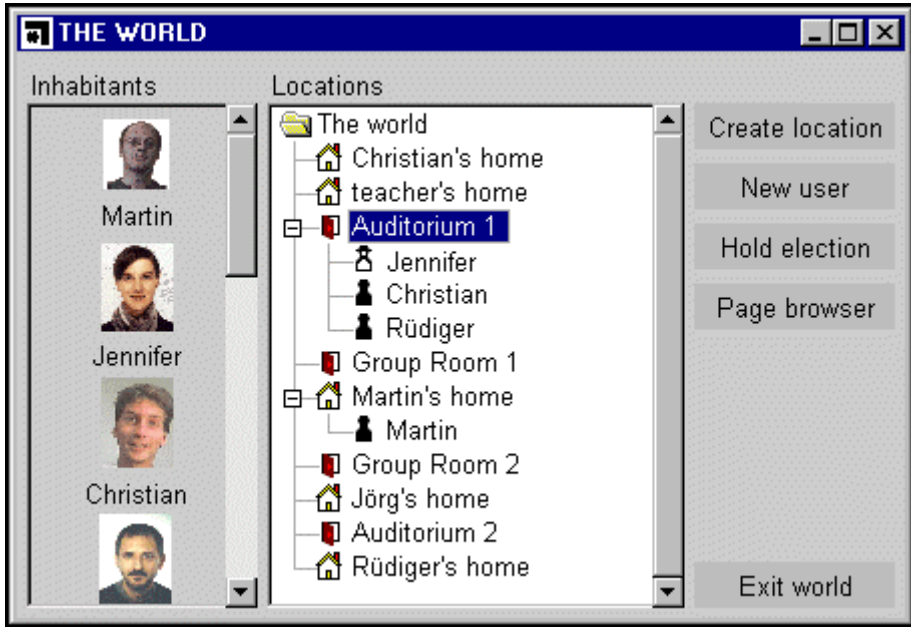 THE WORLD
Inhabitants
Martin
Jennifer
Christian
Locations
The world
Christian's home
teacher's home
Auditorium 1
Jennifer
Christian
Rüdiger
Group Room 1
Martin's home
Martin
Group Room 2
Jörg's home
Auditorium 2
Rüdiger's home
Create location
New user
Hold election
Page browser
Exit world